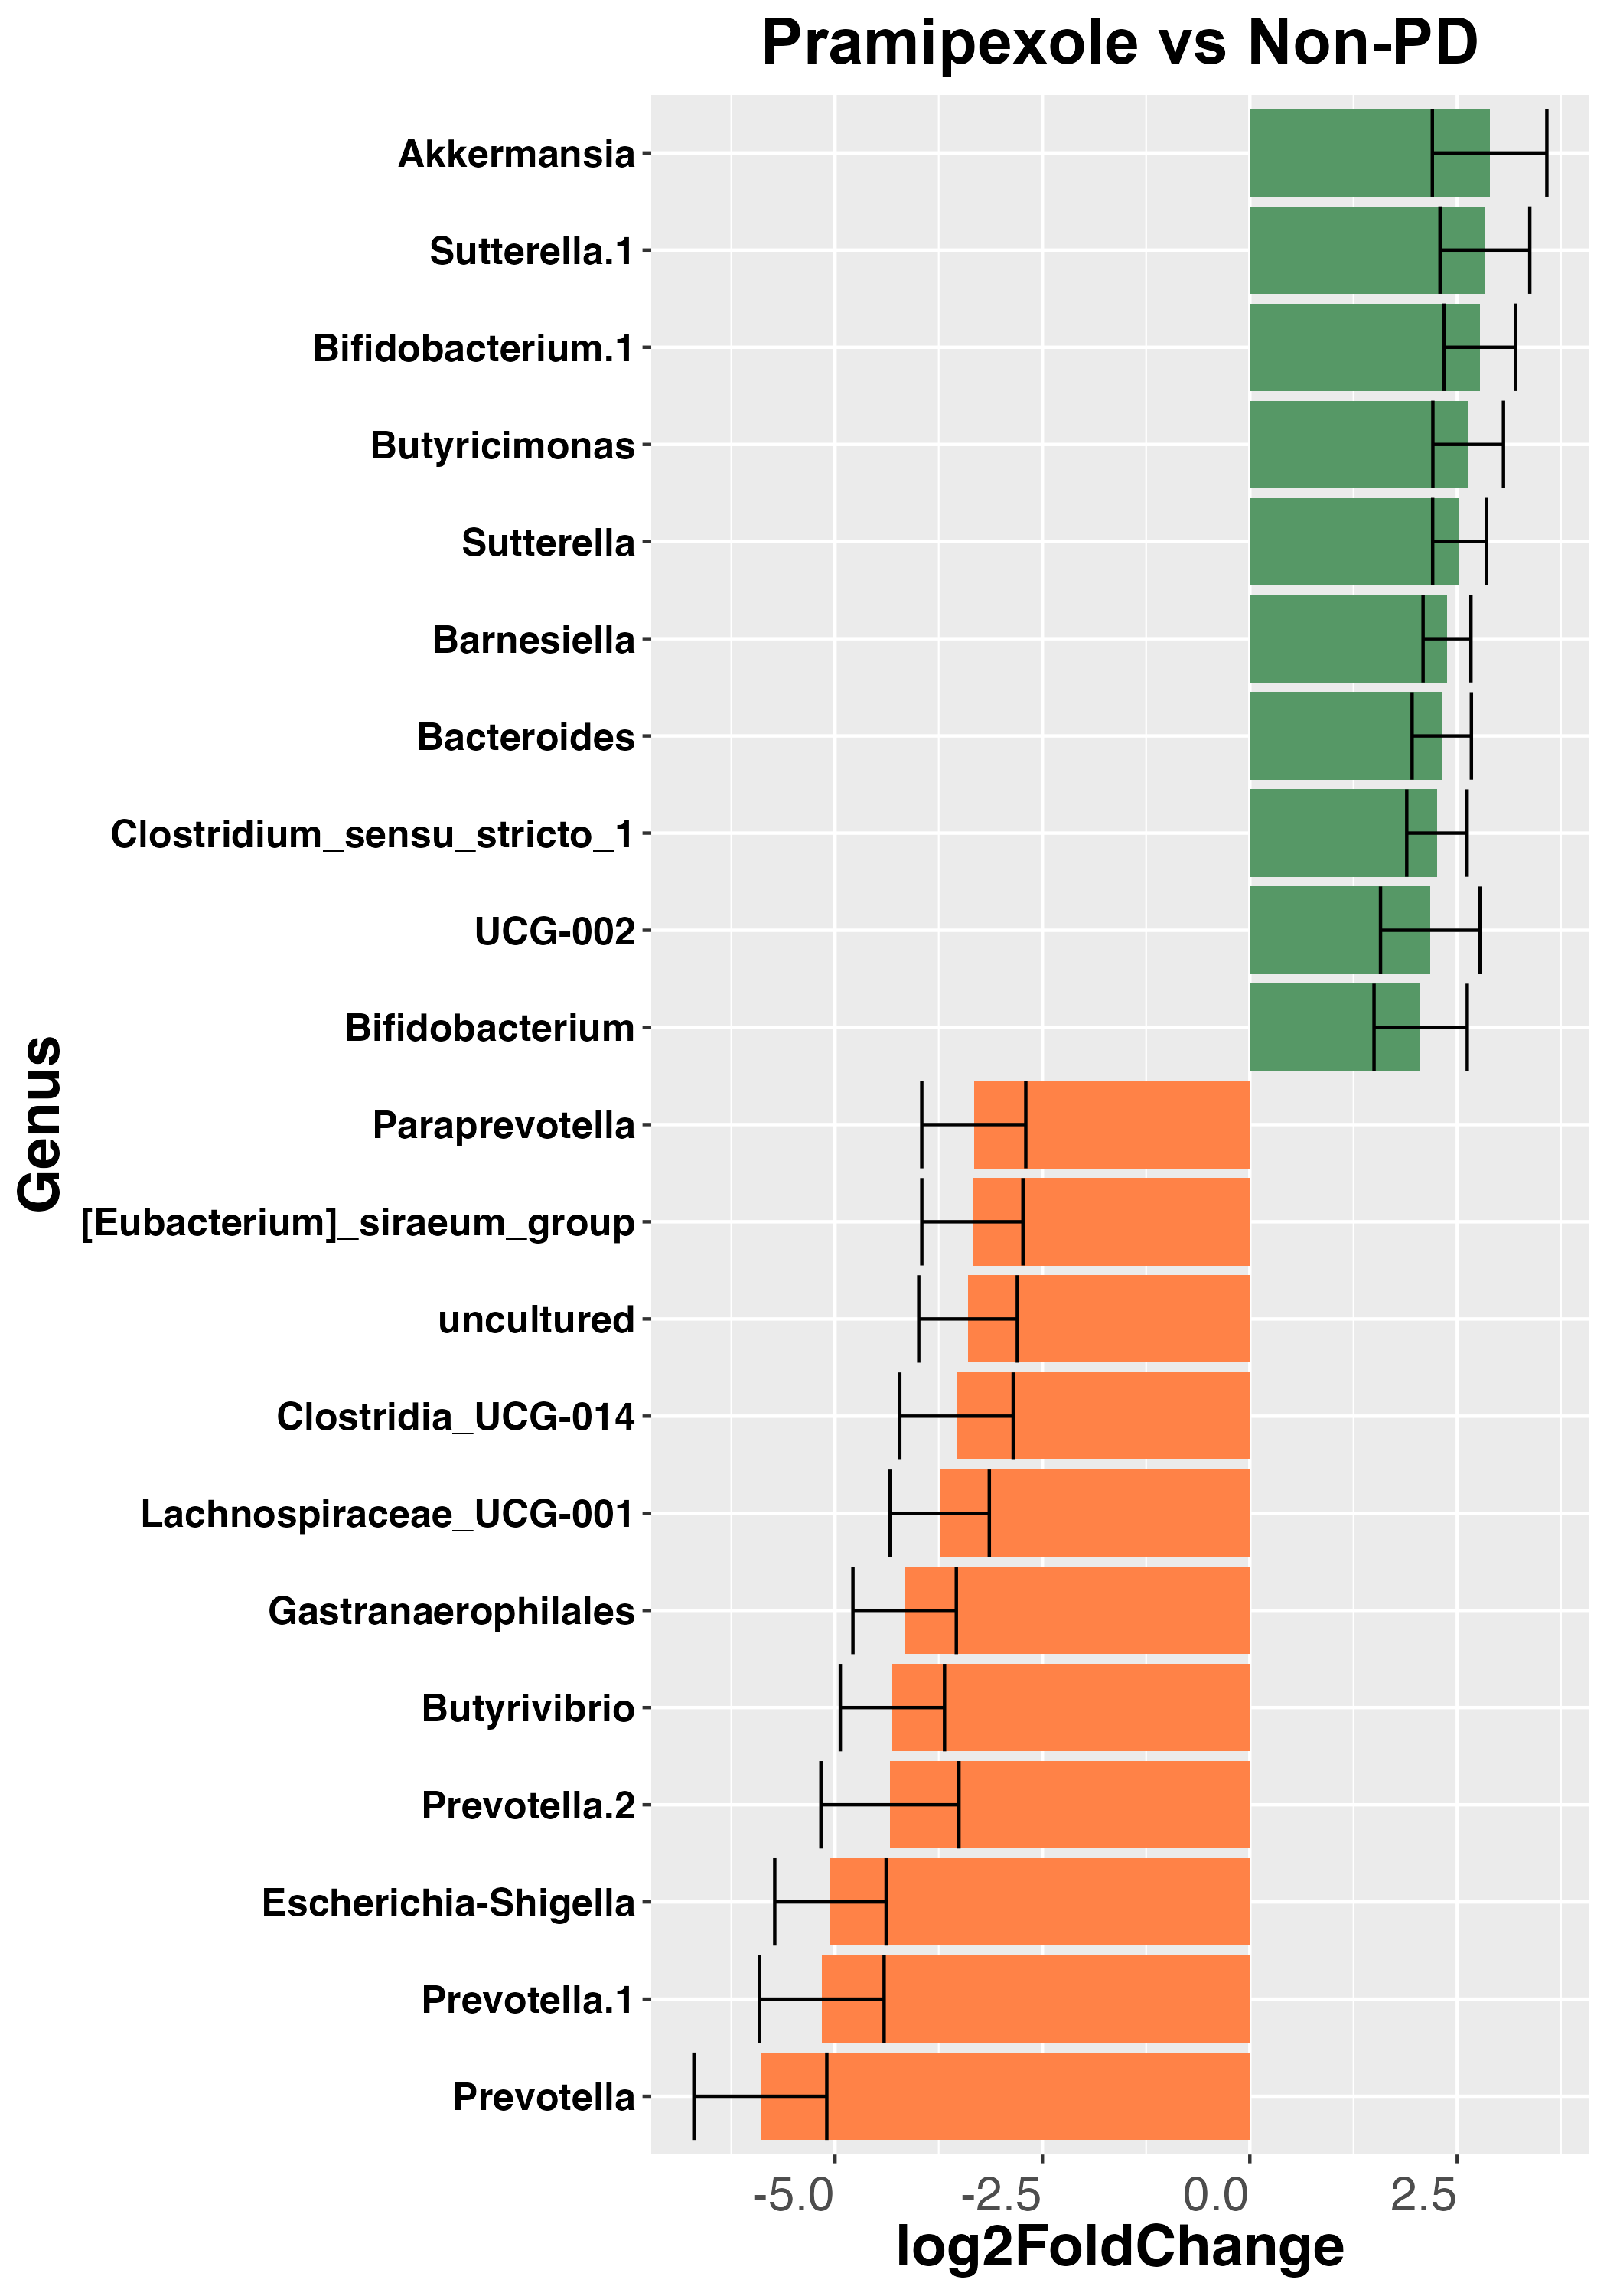 Pramipexole vs Non-PD
Genus
Akkermansia
Sutterella.1
Bifidobacterium.1
Butyricimonas
Sutterella
Barnesiella
Bacteroides
Clostridium_sensu_stricto_1
UCG-002
Bifidobacterium
Paraprevotella
[Eubacterium]_siraeum_group
uncultured
Clostridia_UCG-014
Lachnospiraceae_UCG-001
Gastranaerophilales
Butyrivibrio
Prevotella.2
Escherichia-Shigella
Prevotella.1
Prevotella
-5.0 -2.5 0.0 2.5
log2FoldChange